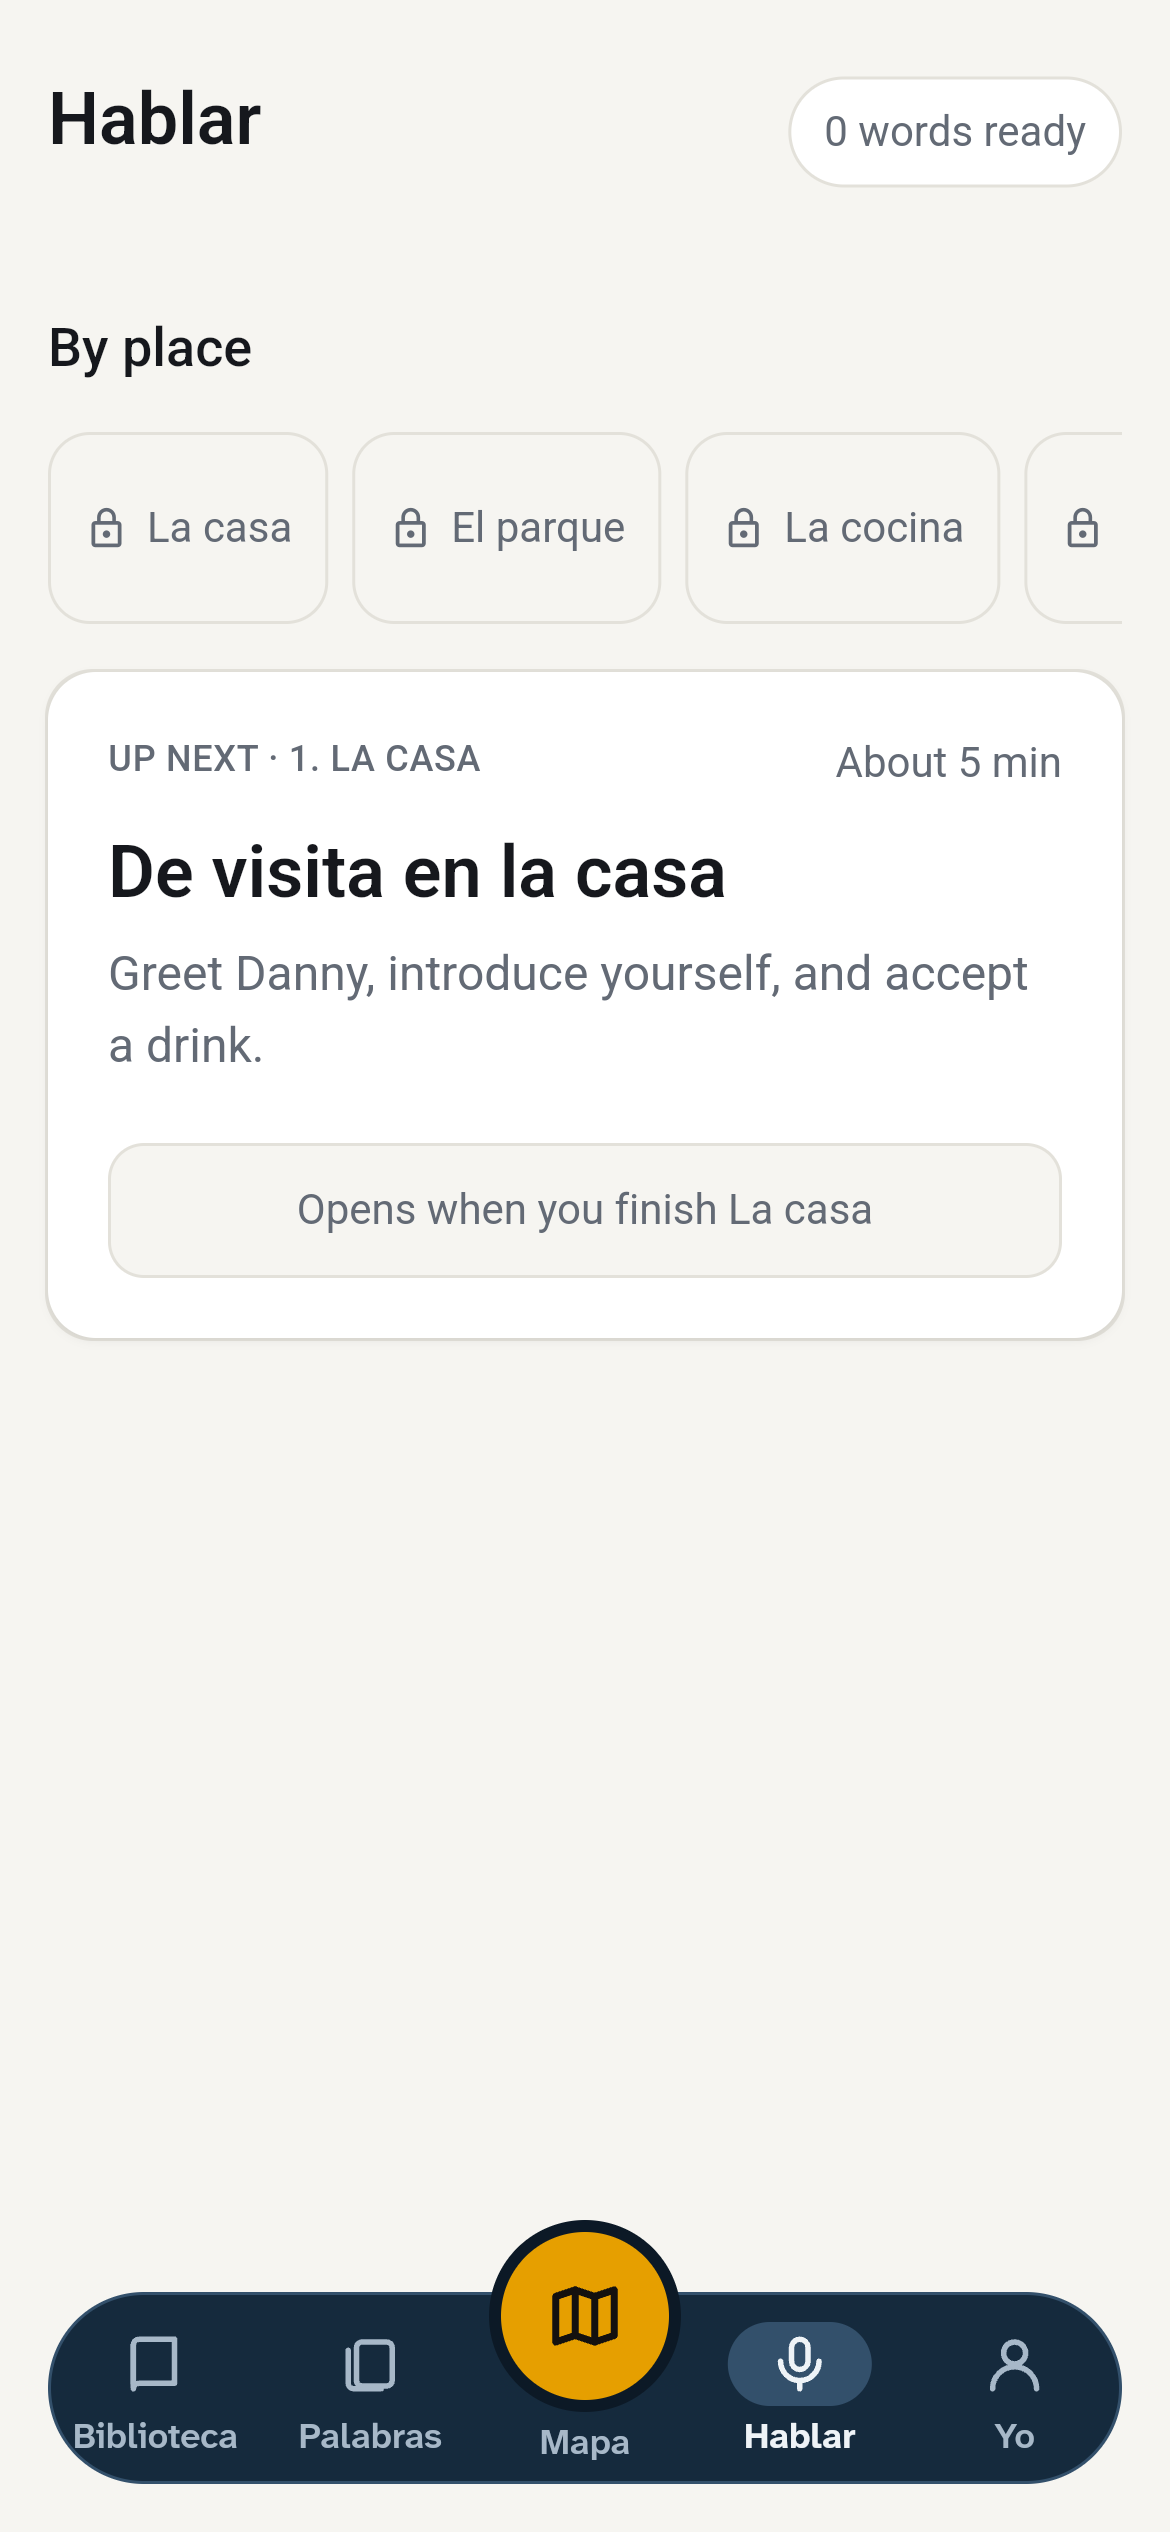 Hablar
0 words ready
By place
La casa
El parque
La cocina
UP NEXT · 1. LA CASA
About 5 min
De visita en la casa
Greet Danny, introduce yourself, and accept
a drink.
Opens when you finish La casa
Biblioteca
Palabras
Mapa
Hablar
Yo